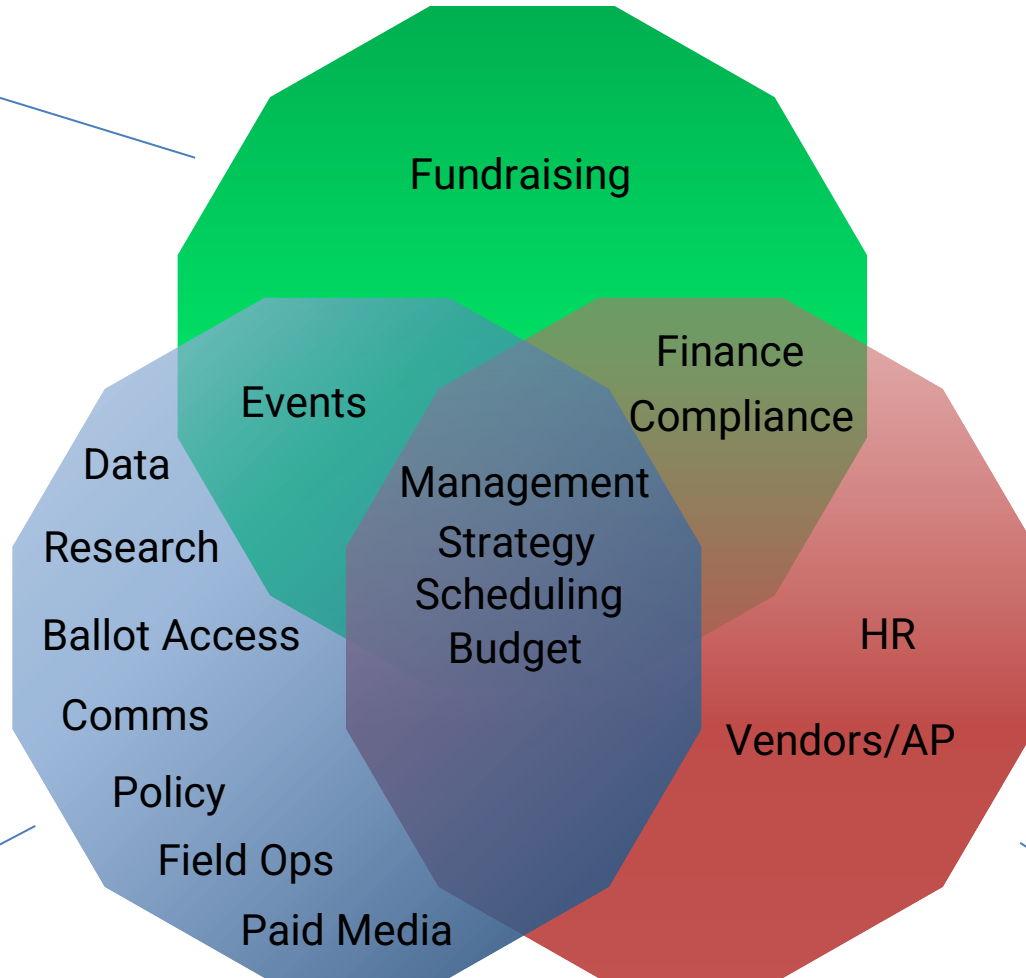 Fundraising
Finance
Compliance
Events
Data
Research
Ballot Access
Comms
Policy
Field Ops
Paid Media
Management
Strategy
Scheduling
Budget
HR
Vendors/AP